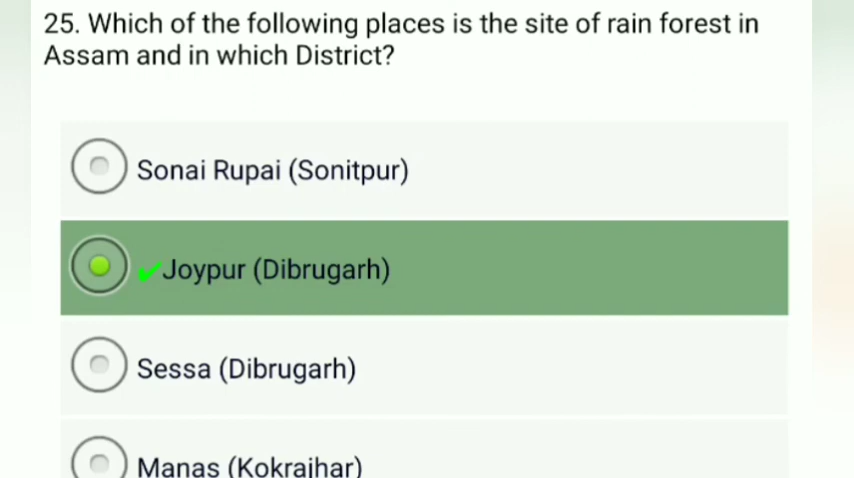 25. Which of the following places is the site of rain forest in
Assam and in which District?
Sonai Rupai (Sonitpur)
✔Joypur (Dibrugarh)
Sessa (Dibrugarh)
Manas (Kokrajhar)